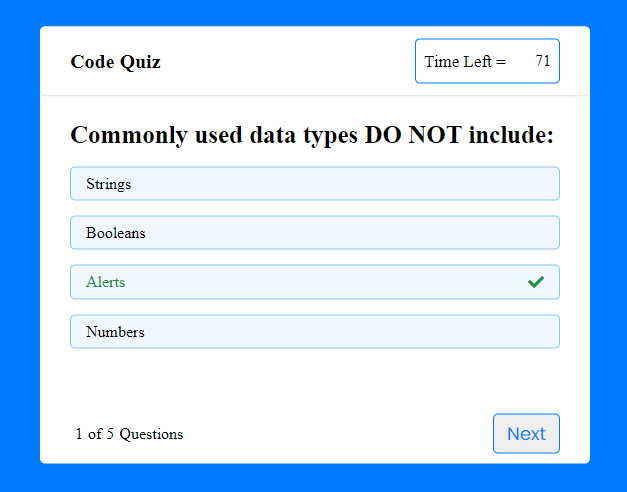 Code Quiz
Time Left = 71
Commonly used data types DO NOT include:
Strings
Booleans
Alerts
Numbers
1 of 5 Questions
Next